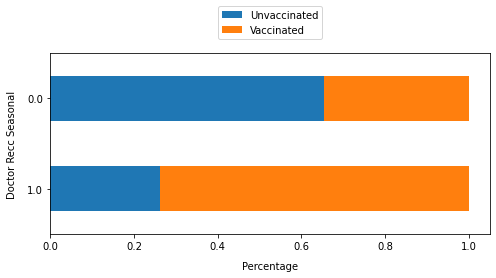 Unvaccinated
Vaccinated
Doctor Recc Seasonal
0.0
1.0
0.0 0.2 0.4 0.6 0.8 1.0
Percentage